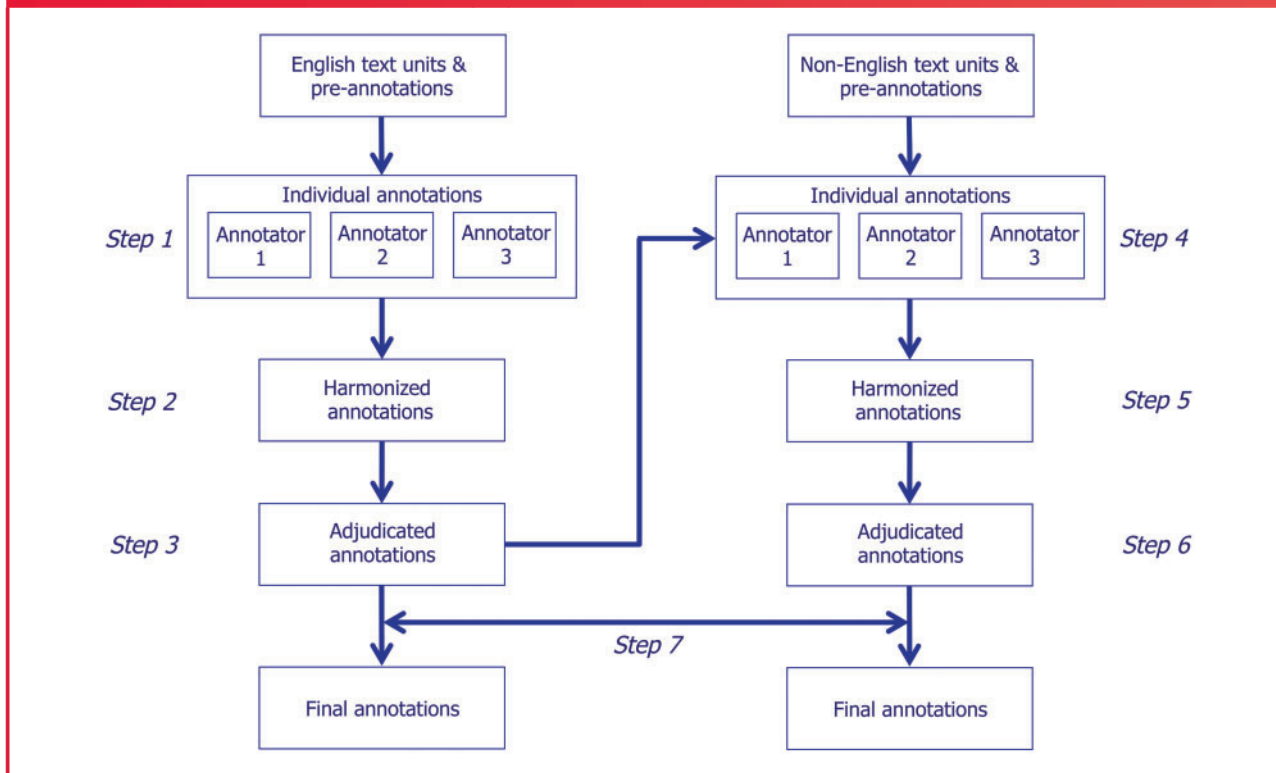 English text units &
pre-annotations
Individual annotations
Step 1
Annotator
1
Annotator
2
Annotator
3
Step 2
Harmonized
annotations
Step 3
Adjudicated
annotations
Final annotations
Non-English text units &
pre-annotations
Individual annotations
Annotator
1
Annotator
2
Annotator
3
Step 4
Harmonized
annotations
Step 5
Adjudicated
annotations
Step 6
Step 7
Final annotations